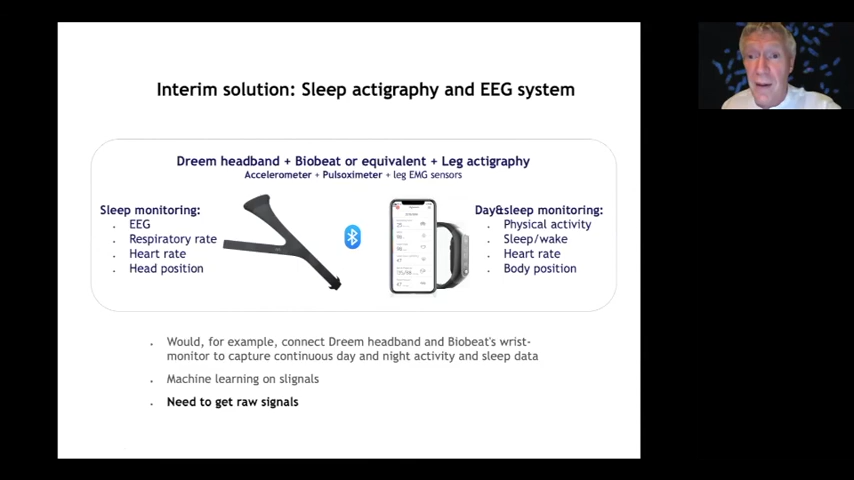 Interim solution: Sleep actigraphy and EEG system
Dreem headband + Biobeat or equivalent + Leg actigraphy
Accelerometer + Pulsoximeter + leg EMG sensors
Sleep monitoring:
. EEG
. Respiratory rate
. Heart rate
. Head position
Day&sleep monitoring:
. Physical activity
. Sleep/wake
. Heart rate
. Body position
. Would, for example, connect Dreem headband and Biobeat's wrist-
monitor to capture continuous day and night activity and sleep data
. Machine learning on slignals
. Need to get raw signals